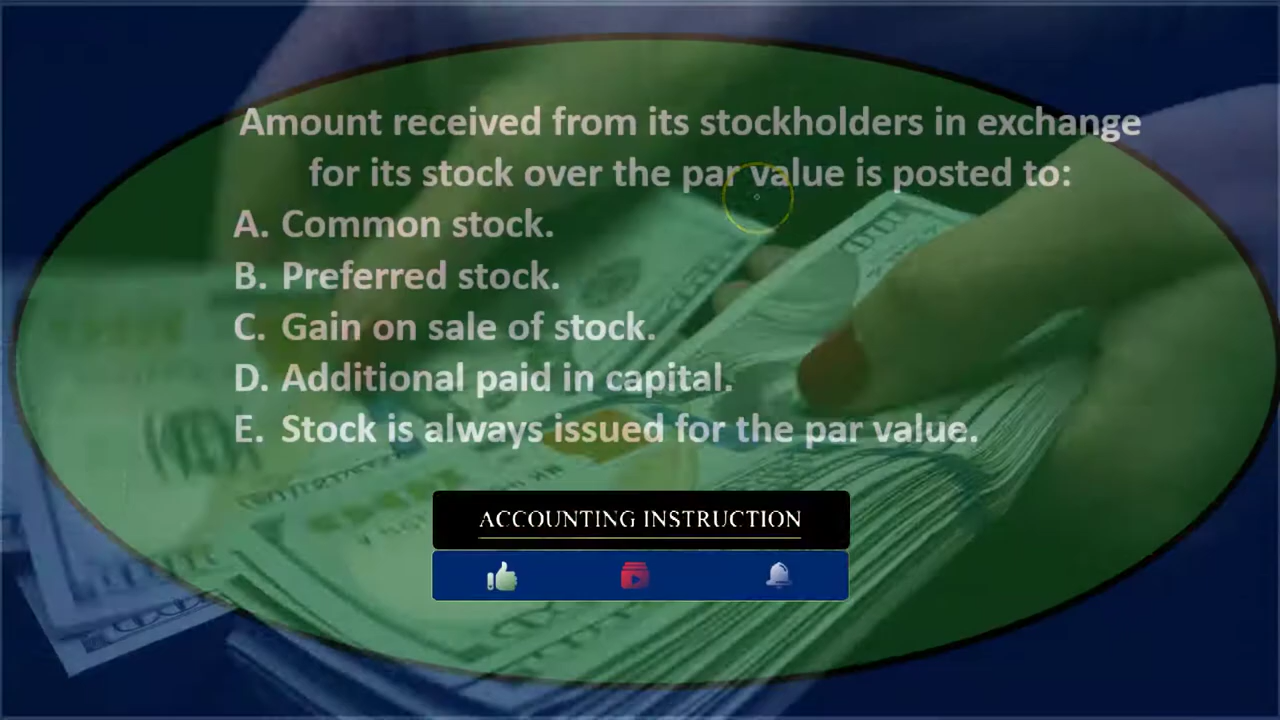 Amount received from its stockholders in exchange
for its stock over the par value is posted to:
A. Common stock.
B. Preferred stock.
C. Gain on sale of stock.
D. Additional paid in capital.
E. Stock is always issued for the par value.
ACCOUNTING INSTRUCTION